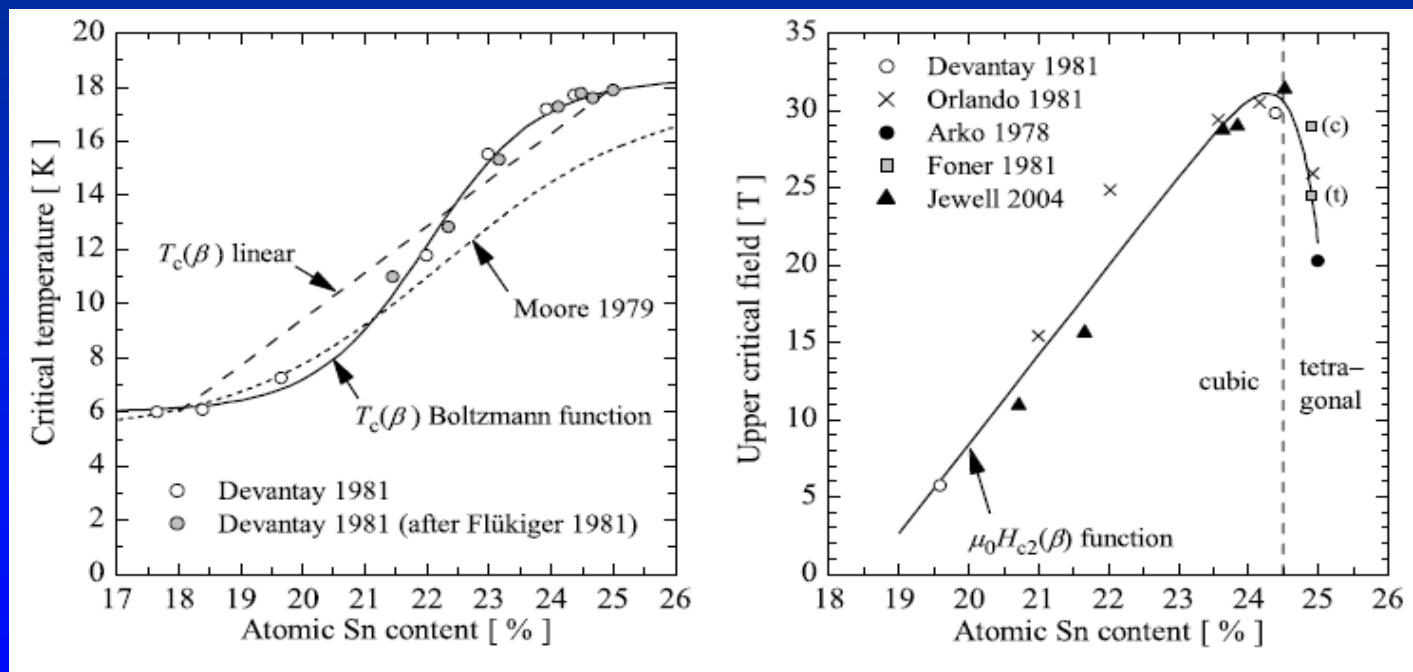 20
18
16
14
12
10
8
6
4
2
0
Critical temperature [ K ]
T_c(β) linear
Moore 1979
T_c(β) Boltzmann function
Devantay 1981
Devantay 1981 (after Flükiger 1981)
17 18 19 20 21 22 23 24 25 26
Atomic Sn content [ % ]
35
30
25
20
15
10
5
0
Upper critical field [ T ]
Devantay 1981
Orlando 1981
Arko 1978
Foner 1981
Jewell 2004
(c)
(t)
cubic
tetra–
gonal
μ₀H_c2(β) function
18 19 20 21 22 23 24 25 26
Atomic Sn content [ % ]